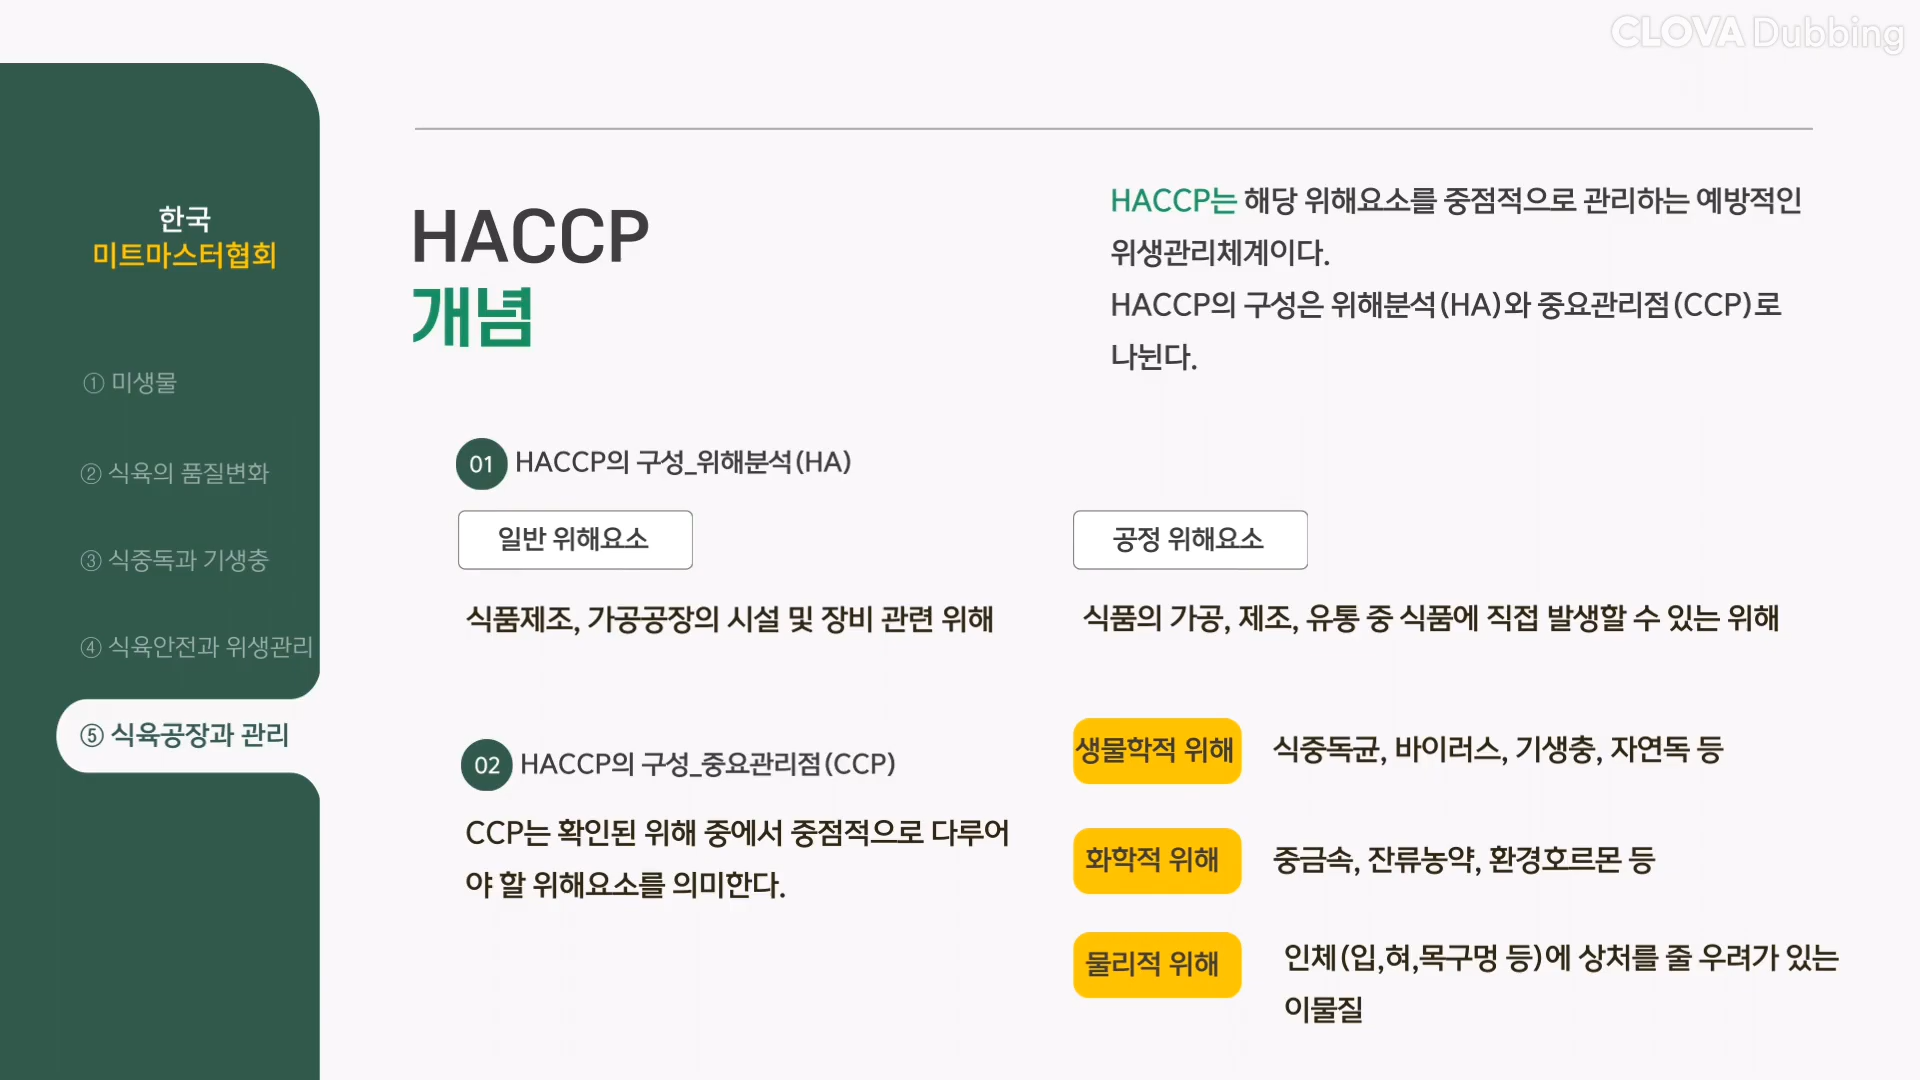 CLOVA Dubbing
한국
미트마스터협회
① 미생물
② 식육의 품질변화
③ 식중독과 기생충
④ 식육안전과 위생관리
⑤ 식육공장과 관리
HACCP
개념
HACCP는 해당 위해요소를 중점적으로 관리하는 예방적인
위생관리체계이다.
HACCP의 구성은 위해분석(HA)와 중요관리점(CCP)로
나뉜다.
01 HACCP의 구성_위해분석(HA)
일반 위해요소
식품제조, 가공공장의 시설 및 장비 관련 위해
공정 위해요소
식품의 가공, 제조, 유통 중 식품에 직접 발생할 수 있는 위해
생물학적 위해 식중독균, 바이러스, 기생충, 자연독 등
화학적 위해 중금속, 잔류농약, 환경호르몬 등
물리적 위해 인체(입,혀,목구멍 등)에 상처를 줄 우려가 있는
이물질
02 HACCP의 구성_중요관리점(CCP)
CCP는 확인된 위해 중에서 중점적으로 다루어
야 할 위해요소를 의미한다.